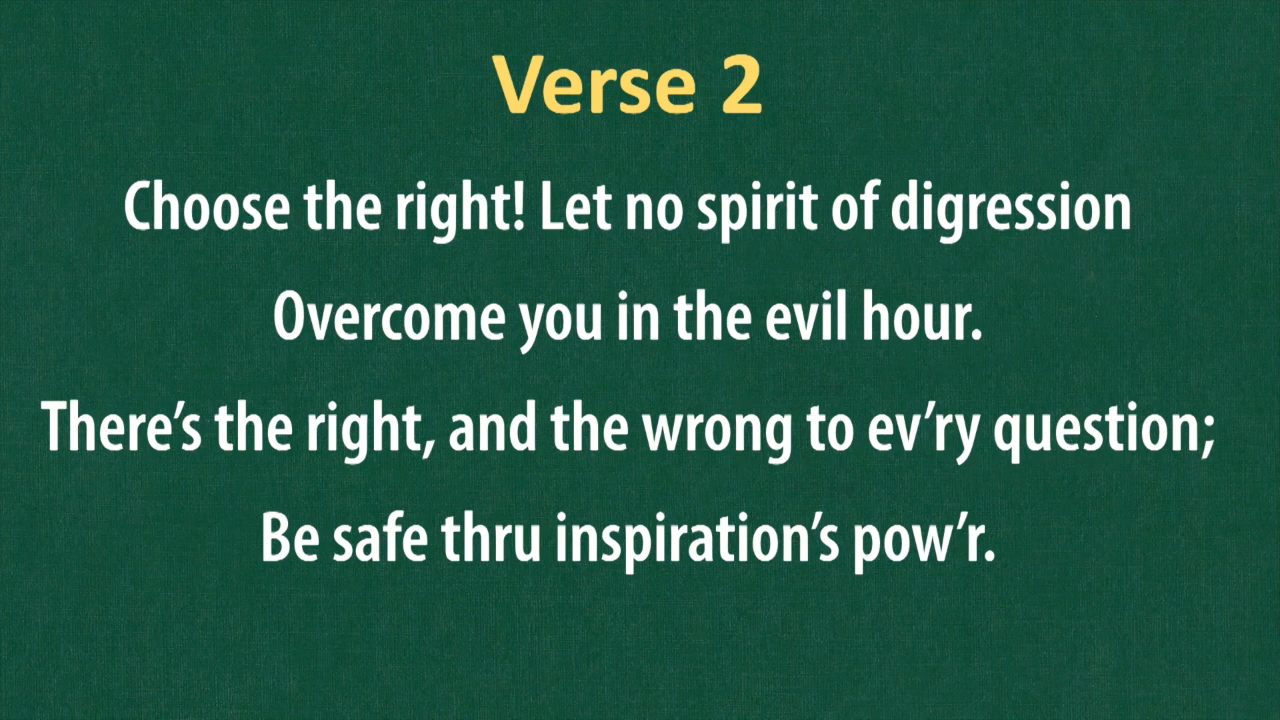 Verse 2
Choose the right! Let no spirit of digression
Overcome you in the evil hour.
There’s the right, and the wrong to ev’ry question;
Be safe thru inspiration’s pow’r.